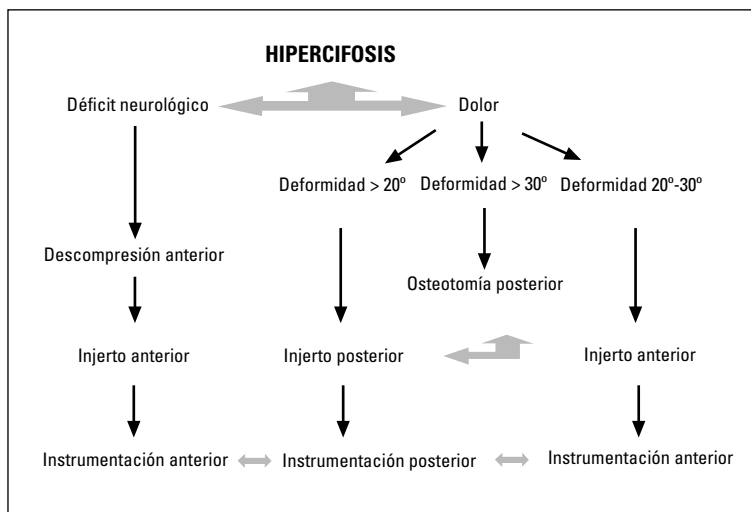 HIPERCIFOSIS
Déficit neurológico
Dolor
Deformidad > 20º
Deformidad > 30º
Deformidad 20º-30º
Descompresión anterior
Osteotomía posterior
Injerto anterior
Injerto posterior
Injerto anterior
Instrumentación anterior
Instrumentación posterior
Instrumentación anterior